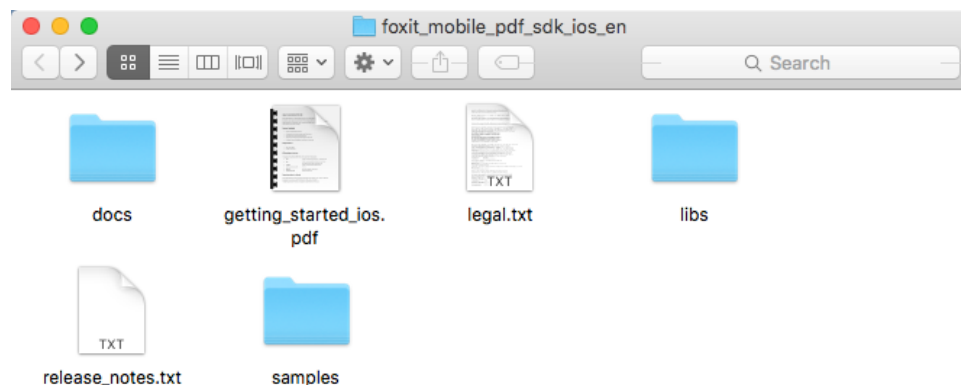 foxit_mobile_pdf_sdk_ios_en
Search
docs
getting_started_ios.
pdf
TXT
legal.txt
libs
TXT
release_notes.txt
samples